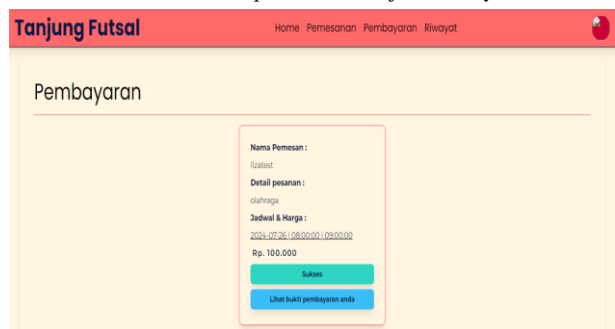 Tanjung Futsal
Home Pemesanan Pembayaran Riwayat
Pembayaran
Nama Pemesan :
lizatest
Detail pesanan :
olahraga
Jadwal & Harga :
2024-07-26 | 08:00:00 | 09:00:00
Rp. 100.000
Sukses
Lihat bukti pembayaran anda